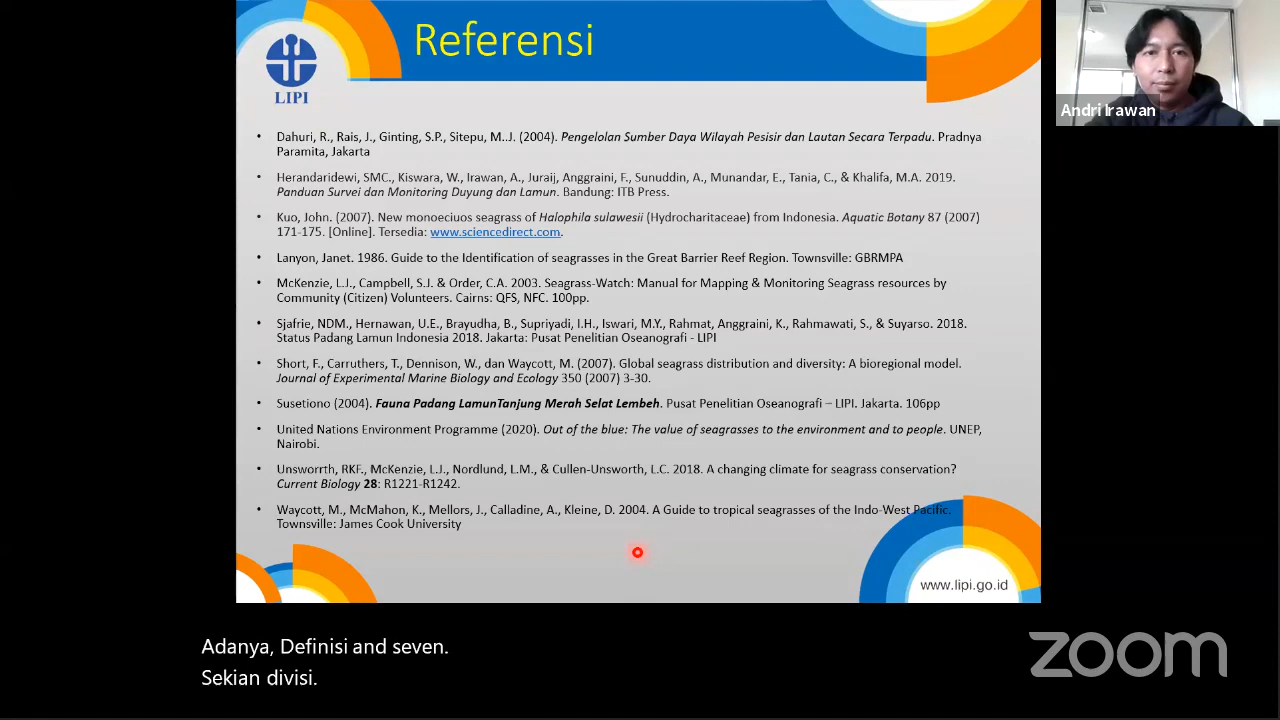 Referensi
LIPI
Andri Irawan
• Dahuri, R., Rais, J., Ginting, S.P., Sitepu, M..J. (2004). Pengelolan Sumber Daya Wilayah Pesisir dan Lautan Secara Terpadu. Pradnya
Paramita, Jakarta
• Herandaridewi, SMC., Kiswara, W., Irawan, A., Juraij, Anggraini, F., Sunuddin, A., Munandar, E., Tania, C., & Khalifa, M.A. 2019.
Panduan Survei dan Monitoring Duyung dan Lamun. Bandung: ITB Press.
• Kuo, John. (2007). New monoeciuos seagrass of Halophila sulawesii (Hydrocharitaceae) from Indonesia. Aquatic Botany 87 (2007)
171-175. [Online]. Tersedia: www.sciencedirect.com.
• Lanyon, Janet. 1986. Guide to the Identification of seagrasses in the Great Barrier Reef Region. Townsville: GBRMPA
• McKenzie, L.J., Campbell, S.J. & Order, C.A. 2003. Seagrass-Watch: Manual for Mapping & Monitoring Seagrass resources by
Community (Citizen) Volunteers. Cairns: QFS, NFC. 100pp.
• Sjafrie, NDM., Hernawan, U.E., Brayudha, B., Supriyadi, I.H., Iswari, M.Y., Rahmat, Anggraini, K., Rahmawati, S., & Suyarso. 2018.
Status Padang Lamun Indonesia 2018. Jakarta: Pusat Penelitian Oseanografi - LIPI
• Short, F., Carruthers, T., Dennison, W., dan Waycott, M. (2007). Global seagrass distribution and diversity: A bioregional model.
Journal of Experimental Marine Biology and Ecology 350 (2007) 3-30.
• Susetiono (2004). Fauna Padang LamunTanjung Merah Selat Lembeh. Pusat Penelitian Oseanografi – LIPI. Jakarta. 106pp
• United Nations Environment Programme (2020). Out of the blue: The value of seagrasses to the environment and to people. UNEP,
Nairobi.
• Unsworrth, RKF., McKenzie, L.J., Nordlund, L.M., & Cullen-Unsworth, L.C. 2018. A changing climate for seagrass conservation?
Current Biology 28: R1221-R1242.
• Waycott, M., McMahon, K., Mellors, J., Calladine, A., Kleine, D. 2004. A Guide to tropical seagrasses of the Indo-West Pacific.
Townsville: James Cook University
www.lipi.go.id
Adanya, Definisi and seven.
Sekian divisi.
zoom